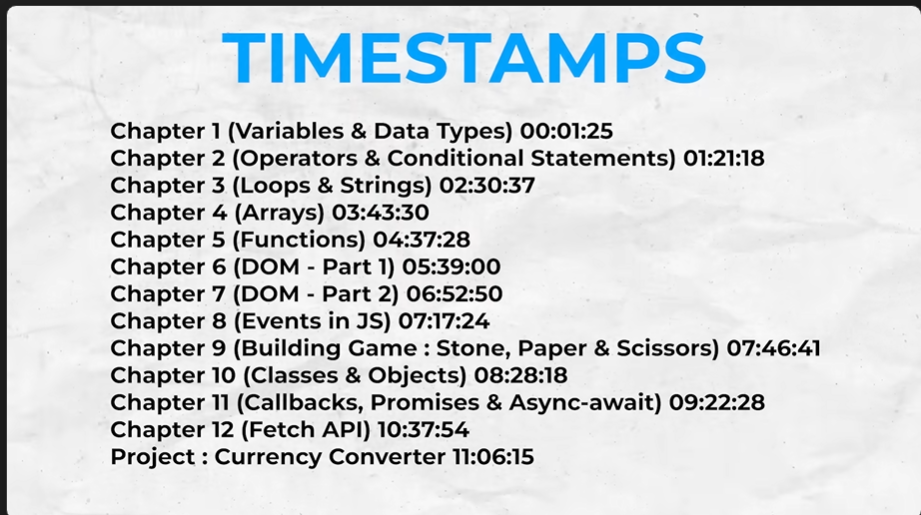 TIMESTAMPS
Chapter 1 (Variables & Data Types) 00:01:25
Chapter 2 (Operators & Conditional Statements) 01:21:18
Chapter 3 (Loops & Strings) 02:30:37
Chapter 4 (Arrays) 03:43:30
Chapter 5 (Functions) 04:37:28
Chapter 6 (DOM - Part 1) 05:39:00
Chapter 7 (DOM - Part 2) 06:52:50
Chapter 8 (Events in JS) 07:17:24
Chapter 9 (Building Game : Stone, Paper & Scissors) 07:46:41
Chapter 10 (Classes & Objects) 08:28:18
Chapter 11 (Callbacks, Promises & Async-await) 09:22:28
Chapter 12 (Fetch API) 10:37:54
Project : Currency Converter 11:06:15